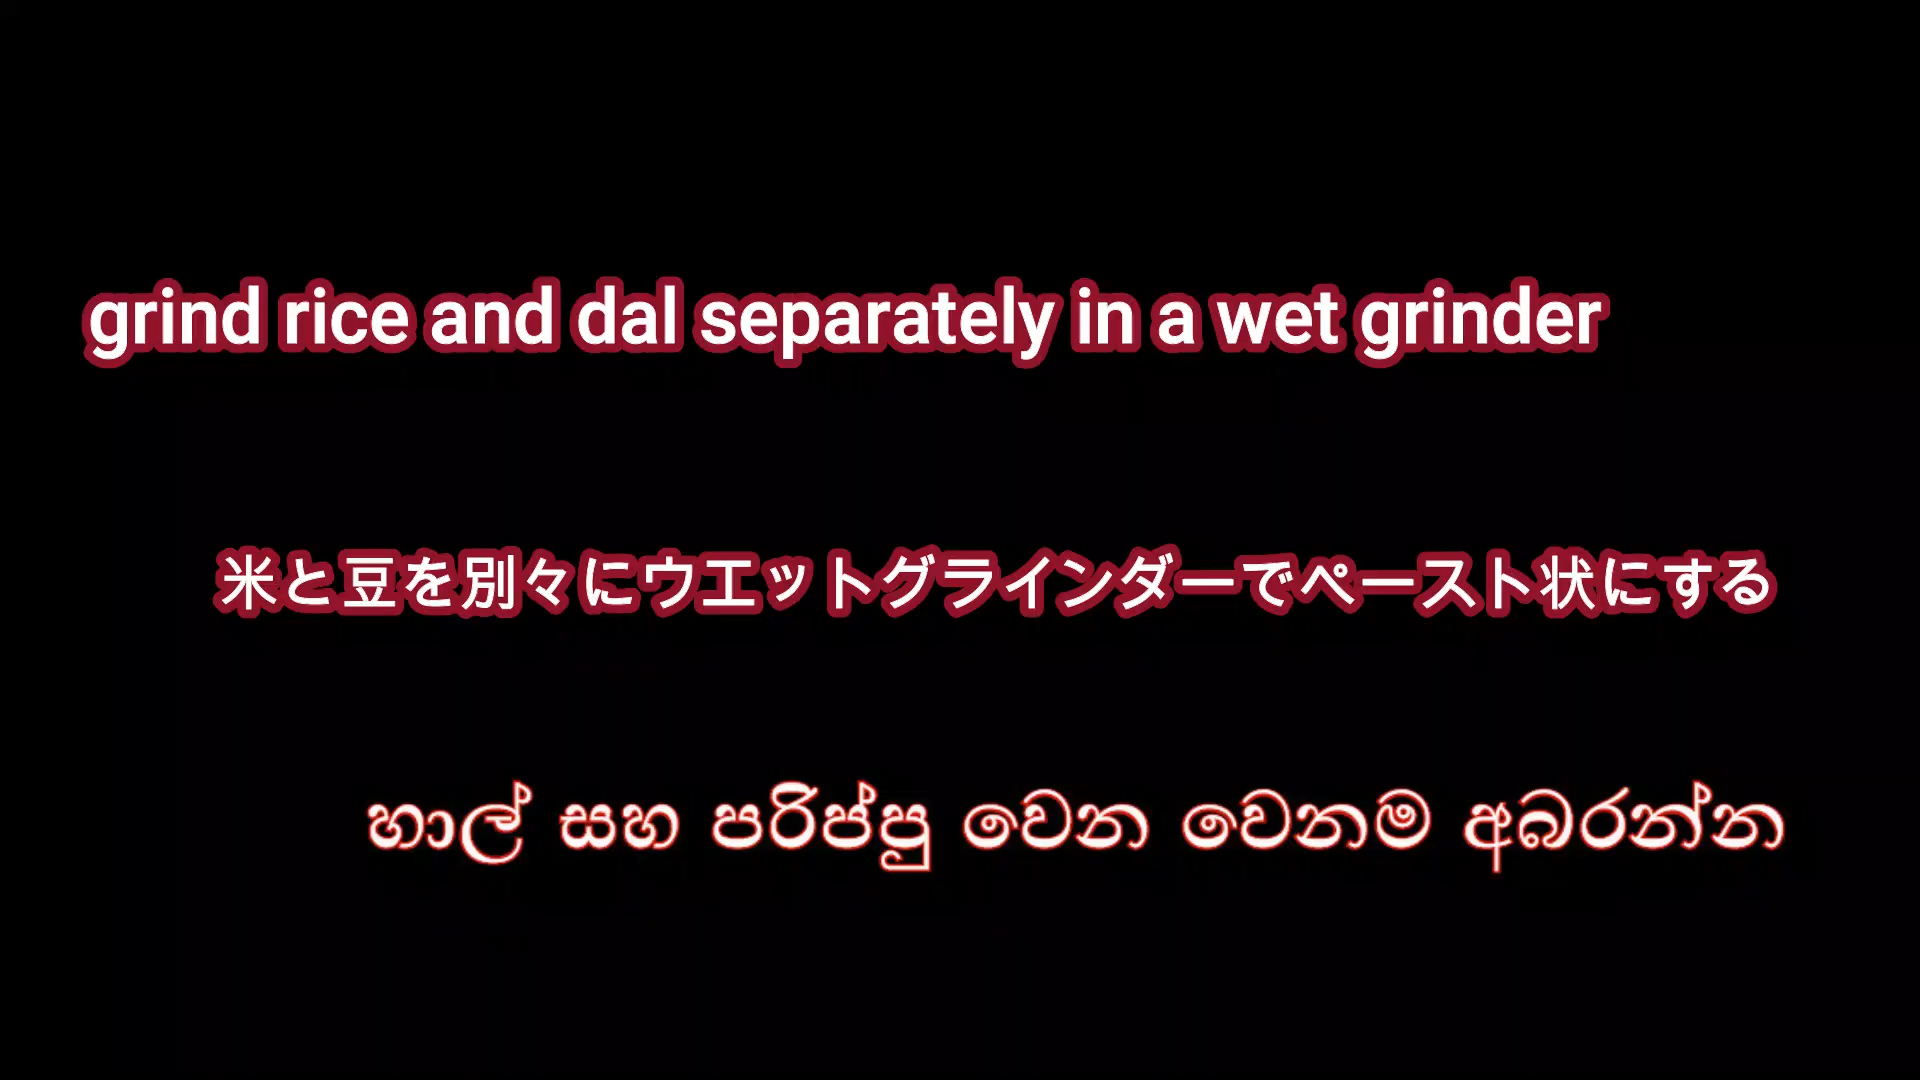 grind rice and dal separately in a wet grinder
米と豆を別々にウエットグラインダーでペースト状にする
හාල් සහ පරිප්පු වෙන වෙනම අබරන්න